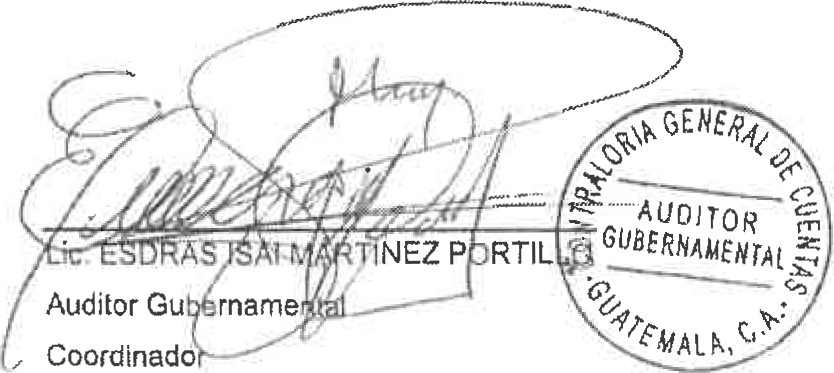 Lic. ESDRAS ISAI MARTINEZ PORTILLO
Auditor Gubernamental
Coordinador
CONTRALORIA GENERAL DE CUENTAS
AUDITOR
GUBERNAMENTAL
GUATEMALA, C.A.